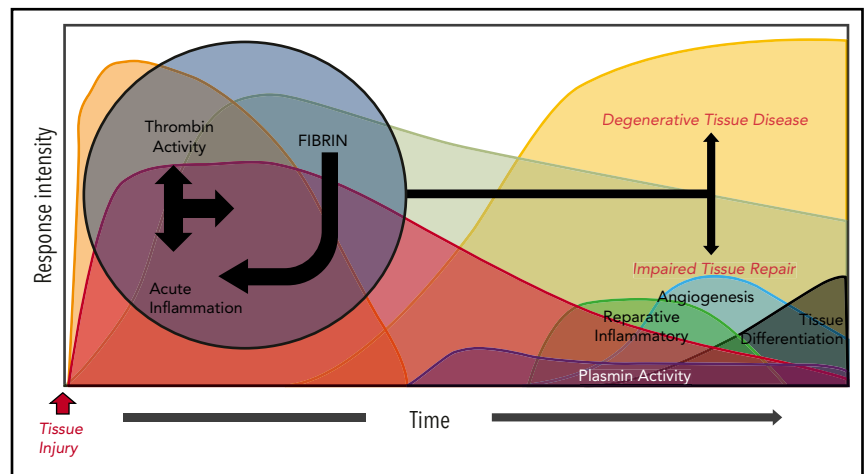 Response intensity
Thrombin
Activity
FIBRIN
Acute
Inflammation
Degenerative Tissue Disease
Impaired Tissue Repair
Angiogenesis
Reparative
Inflammatory
Tissue
Differentiation
Plasmin Activity
Tissue
Injury
Time